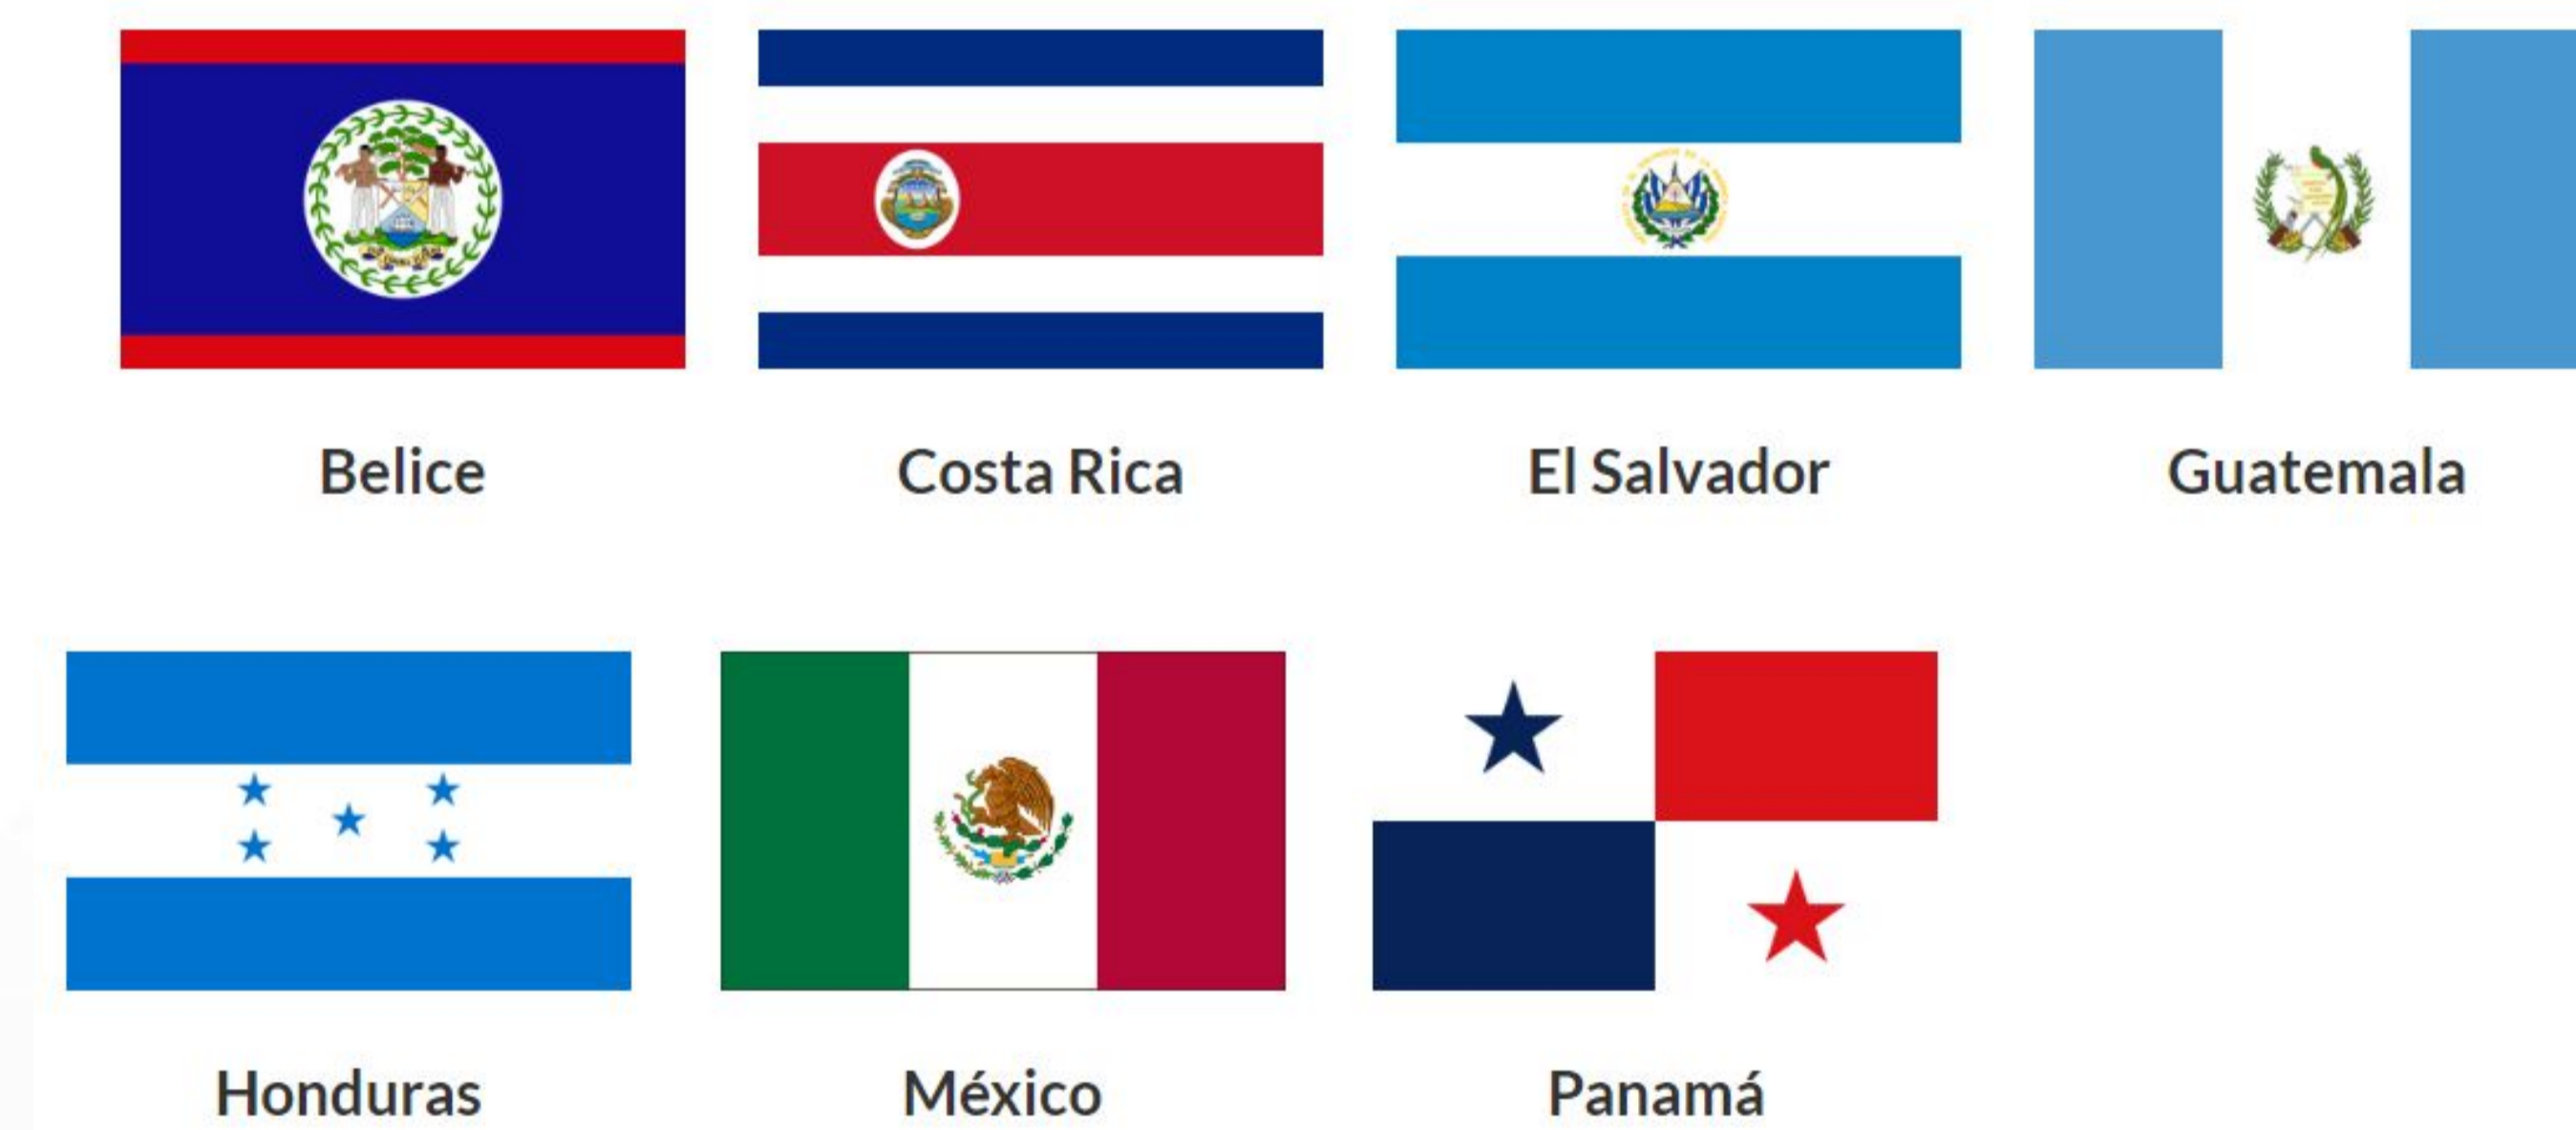 Belice
Costa Rica
El Salvador
Guatemala
Honduras
México
Panamá